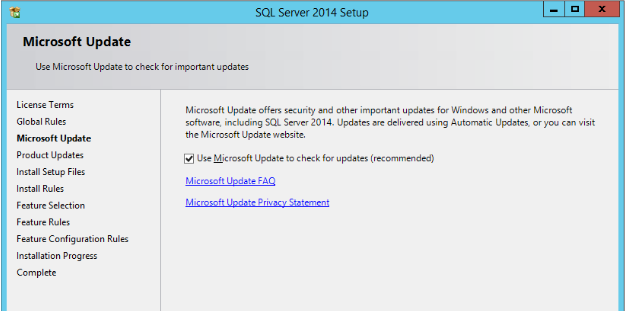 SQL Server 2014 Setup
Microsoft Update
Use Microsoft Update to check for important updates
License Terms
Global Rules
Microsoft Update
Product Updates
Install Setup Files
Install Rules
Feature Selection
Feature Rules
Feature Configuration Rules
Installation Progress
Complete
Microsoft Update offers security and other important updates for Windows and other Microsoft
software, including SQL Server 2014. Updates are delivered using Automatic Updates, or you can visit
the Microsoft Update website.
Use Microsoft Update to check for updates (recommended)
Microsoft Update FAQ
Microsoft Update Privacy Statement